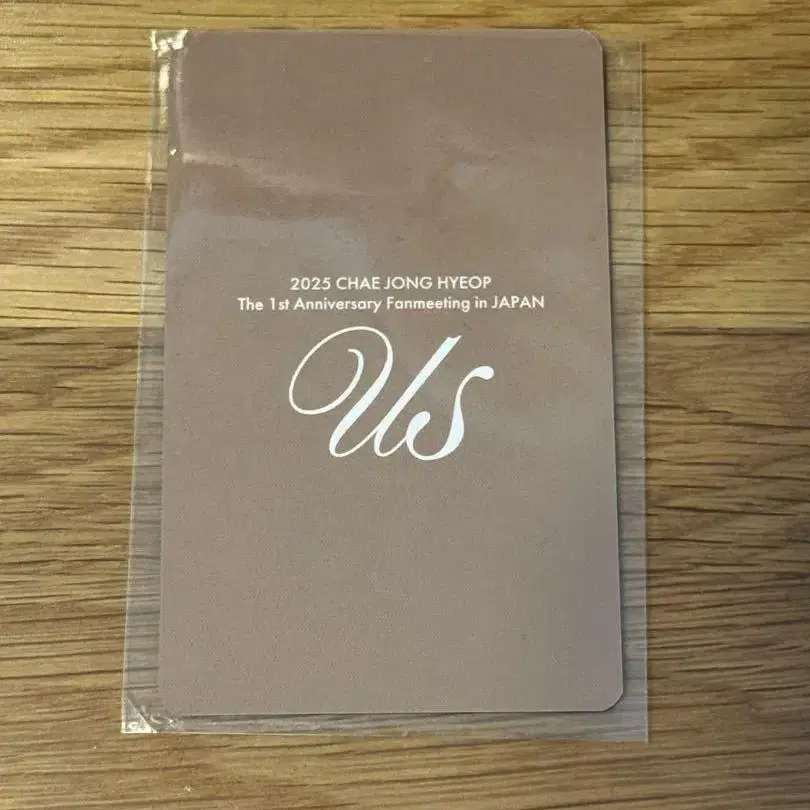 2025 CHAE JONG HYEOP
The 1st Anniversary Fanmeeting in JAPAN
Us